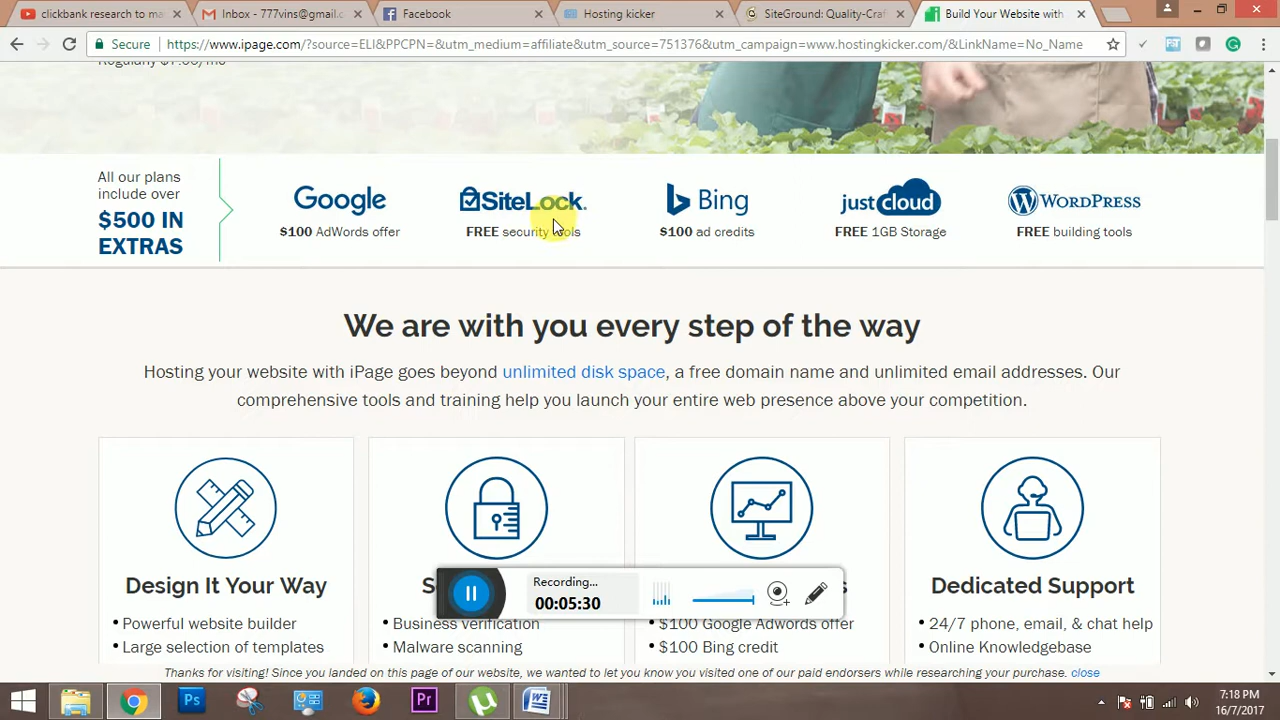 clickbank research to ma
Inbox - 777vins@gmail.c
Facebook
Hosting kicker
SiteGround: Quality-Craf
Build Your Website with
Secure
https://www.ipage.com/?source=ELI&PPCPN=&utm_medium=affiliate&utm_source=751376&utm_campaign=www.hostingkicker.com/&LinkName=No_Name
All our plans
include over
$500 IN
EXTRAS
Google
$100 AdWords offer
SiteLock.
FREE security tools
Bing
$100 ad credits
justcloud
FREE 1GB Storage
WORDPRESS
FREE building tools
We are with you every step of the way
Hosting your website with iPage goes beyond unlimited disk space, a free domain name and unlimited email addresses. Our
comprehensive tools and training help you launch your entire web presence above your competition.
Design It Your Way
• Powerful website builder
• Large selection of templates
• Business verification
• Malware scanning
• $100 Google Adwords offer
• $100 Bing credit
Dedicated Support
• 24/7 phone, email, & chat help
• Online Knowledgebase
Recording...
00:05:30
Thanks for visiting! Since you landed on this page of our website, we wanted to let you know you visited one of our paid endorsers while researching your purchase. close
Ps
Pr
7:18 PM
16/7/2017